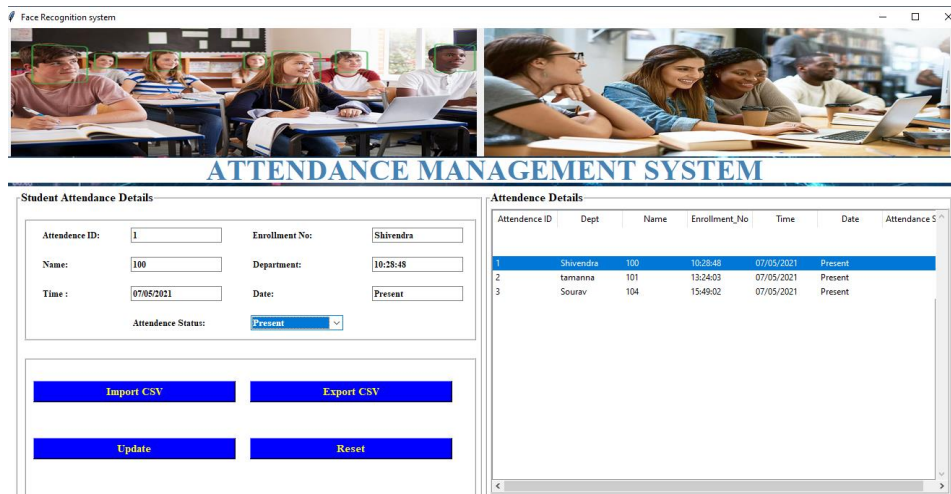 Face Recognition system
ATTENDANCE MANAGEMENT SYSTEM
Student Attendance Details
Attendence ID: 1 Enrollment No: Shivendra
Name: 100 Department: 10:28:48
Time : 07/05/2021 Date: Present
Attendence Status: Present
Import CSV Export CSV
Update Reset
Attendence Details
Attendence ID Dept Name Enrollment_No Time Date Attendance S
1 Shivendra 100 10:28:48 07/05/2021 Present
2 tamanna 101 13:24:03 07/05/2021 Present
3 Sourav 104 15:49:02 07/05/2021 Present